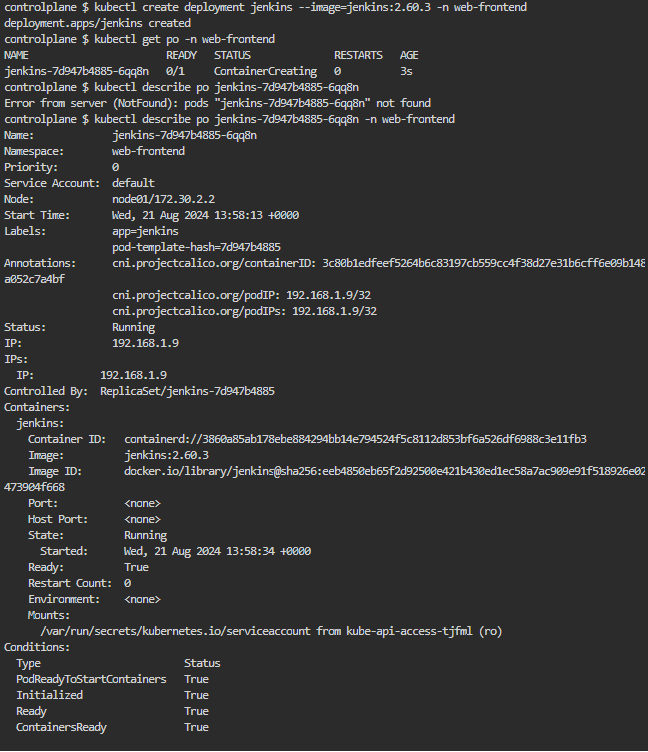 controlplane $ kubectl create deployment jenkins --image=jenkins:2.60.3 -n web-frontend
deployment.apps/jenkins created
controlplane $ kubectl get po -n web-frontend
NAME                       READY   STATUS              RESTARTS   AGE
jenkins-7d947b4885-6qq8n   0/1     ContainerCreating   0          3s
controlplane $ kubectl describe po jenkins-7d947b4885-6qq8n
Error from server (NotFound): pods "jenkins-7d947b4885-6qq8n" not found
controlplane $ kubectl describe po jenkins-7d947b4885-6qq8n -n web-frontend
Name:             jenkins-7d947b4885-6qq8n
Namespace:        web-frontend
Priority:         0
Service Account:  default
Node:             node01/172.30.2.2
Start Time:       Wed, 21 Aug 2024 13:58:13 +0000
Labels:           app=jenkins
                  pod-template-hash=7d947b4885
Annotations:      cni.projectcalico.org/containerID: 3c80b1edfeef5264b6c83197cb559cc4f38d27e31b6cff6e09b148
a052c7a4bf
                  cni.projectcalico.org/podIP: 192.168.1.9/32
                  cni.projectcalico.org/podIPs: 192.168.1.9/32
Status:           Running
IP:               192.168.1.9
IPs:
  IP:           192.168.1.9
Controlled By:  ReplicaSet/jenkins-7d947b4885
Containers:
  jenkins:
    Container ID:   containerd://3860a85ab178ebe884294bb14e794524f5c8112d853bf6a526df6988c3e11fb3
    Image:          jenkins:2.60.3
    Image ID:       docker.io/library/jenkins@sha256:eeb4850eb65f2d92500e421b430ed1ec58a7ac909e91f518926e02
473904f668
    Port:           <none>
    Host Port:      <none>
    State:          Running
      Started:      Wed, 21 Aug 2024 13:58:34 +0000
    Ready:          True
    Restart Count:  0
    Environment:    <none>
    Mounts:
      /var/run/secrets/kubernetes.io/serviceaccount from kube-api-access-tjfml (ro)
Conditions:
  Type                        Status
  PodReadyToStartContainers   True
  Initialized                 True
  Ready                       True
  ContainersReady             True